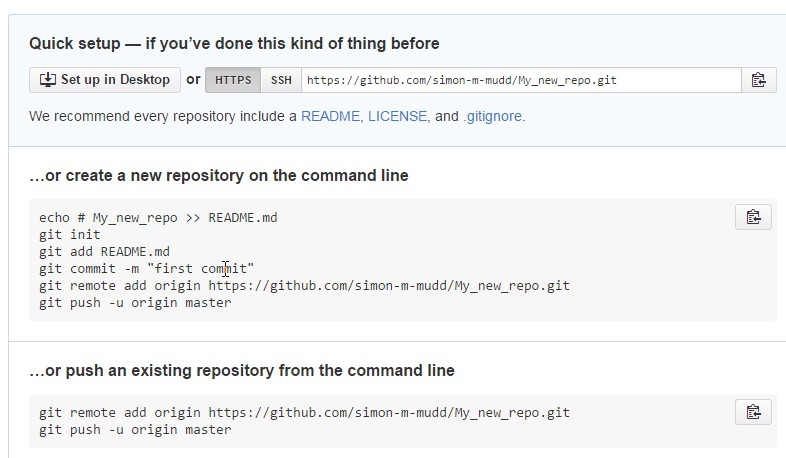 Quick setup — if you've done this kind of thing before
Set up in Desktop or HTTPS SSH https://github.com/simon-m-mudd/My_new_repo.git
We recommend every repository include a README, LICENSE, and .gitignore.
…or create a new repository on the command line
echo # My_new_repo >> README.md
git init
git add README.md
git commit -m "first commit"
git remote add origin https://github.com/simon-m-mudd/My_new_repo.git
git push -u origin master
…or push an existing repository from the command line
git remote add origin https://github.com/simon-m-mudd/My_new_repo.git
git push -u origin master